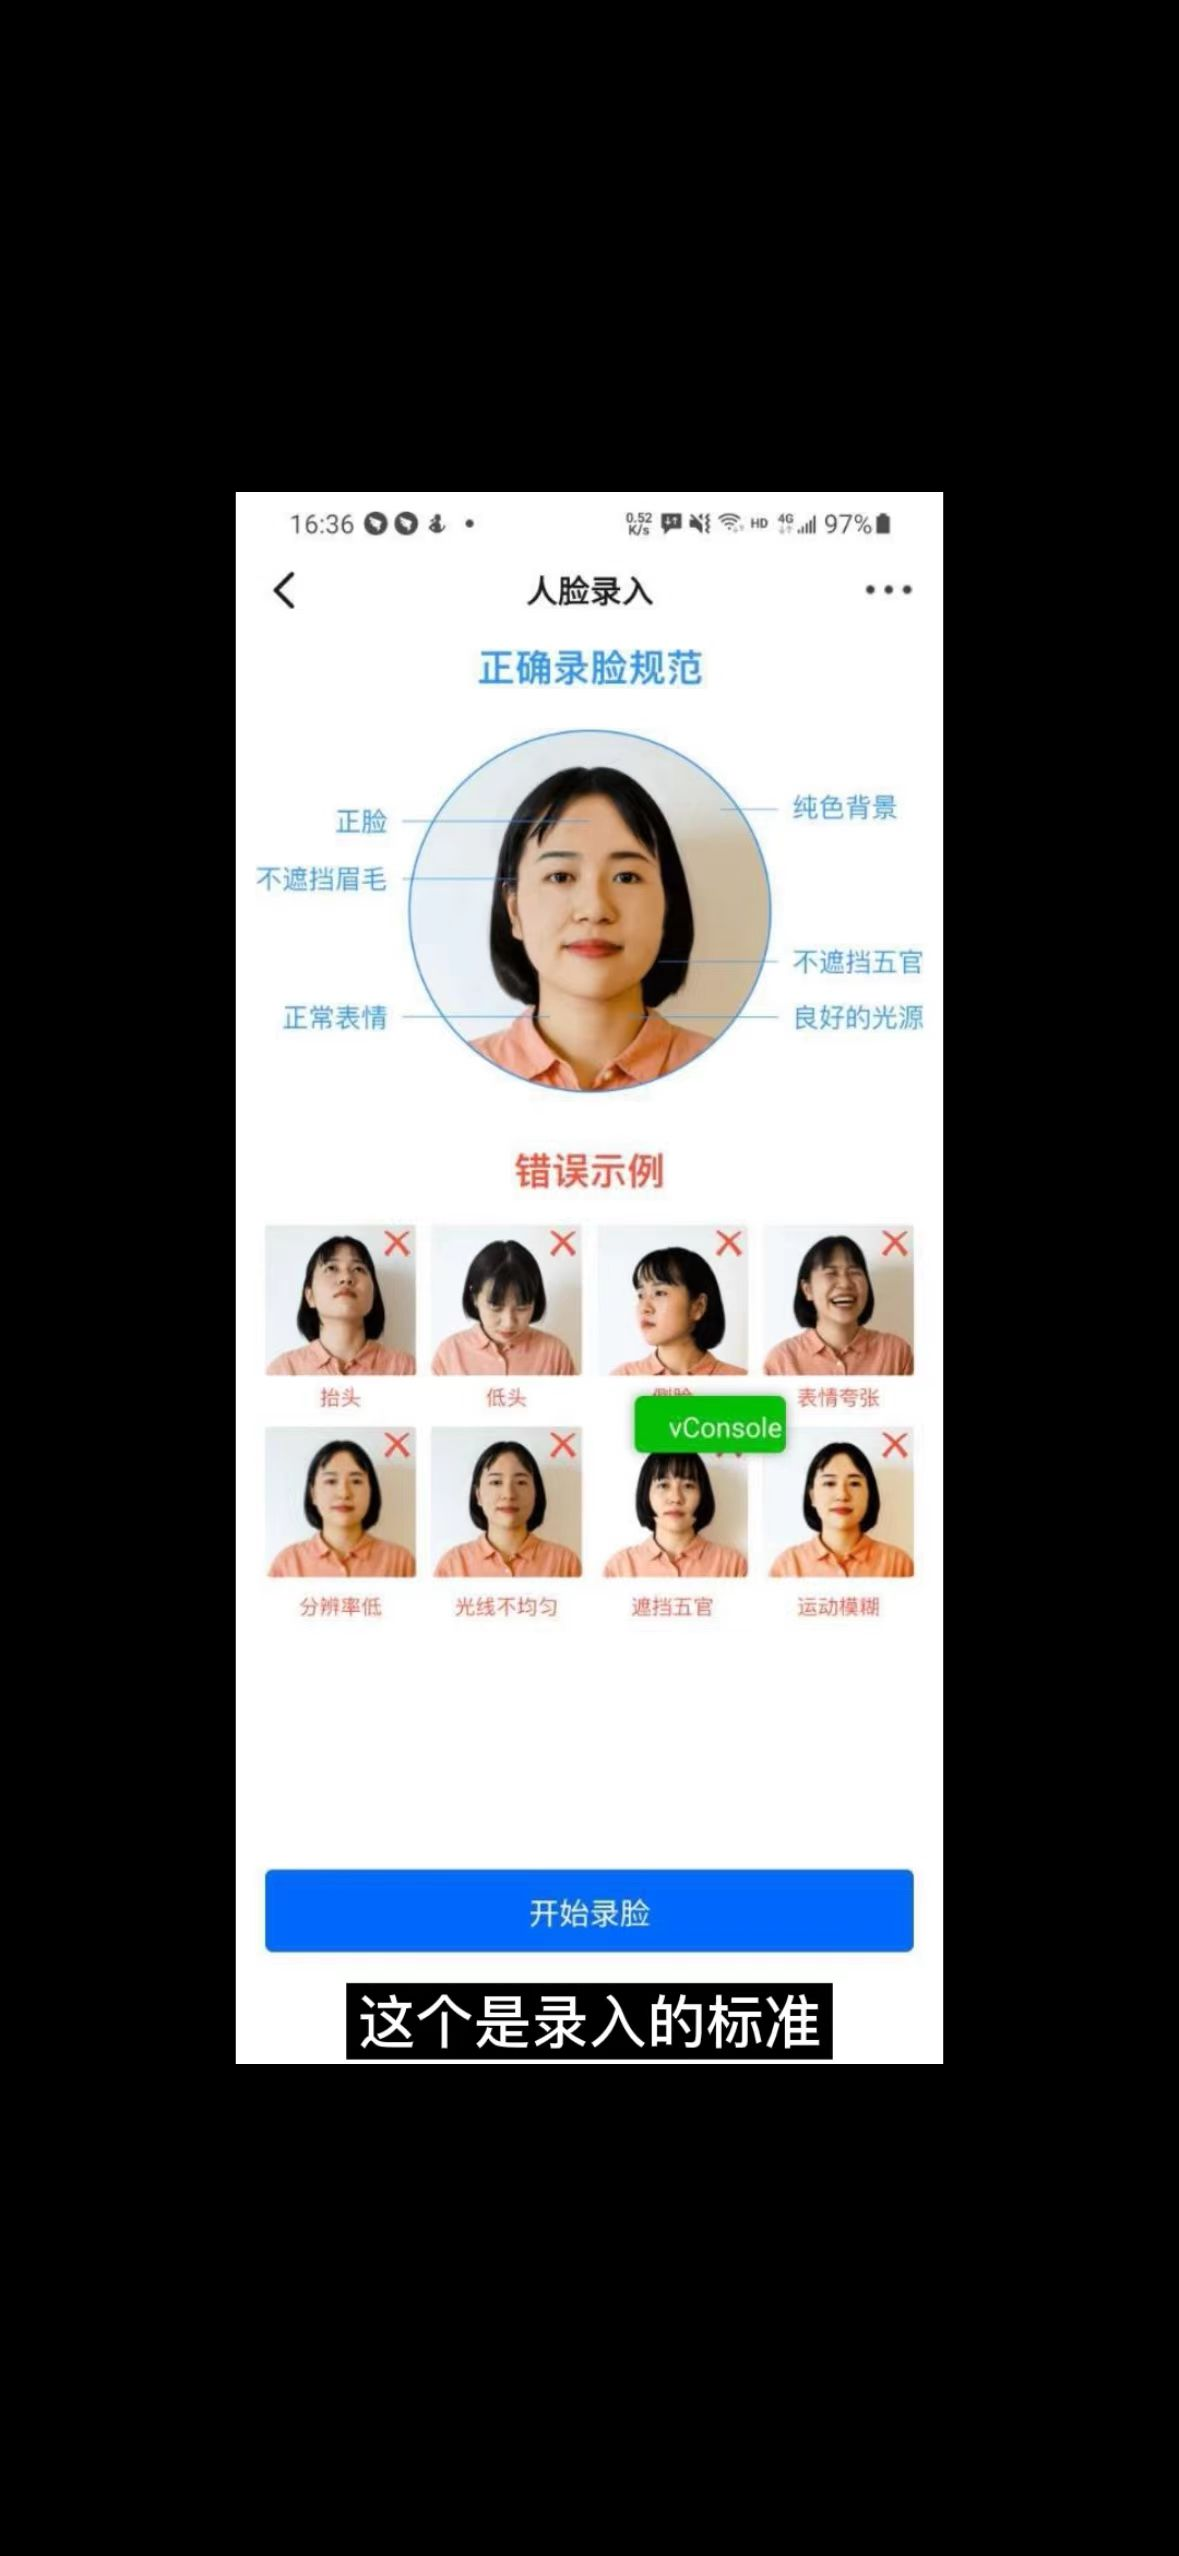 16:36
0.52
K/s
HD
4G
97%
人脸录入
正确录脸规范
正脸
纯色背景
不遮挡眉毛
不遮挡五官
正常表情
良好的光源
错误示例
抬头
低头
表情夸张
vConsole
分辨率低
光线不均匀
遮挡五官
运动模糊
开始录脸
这个是录入的标准